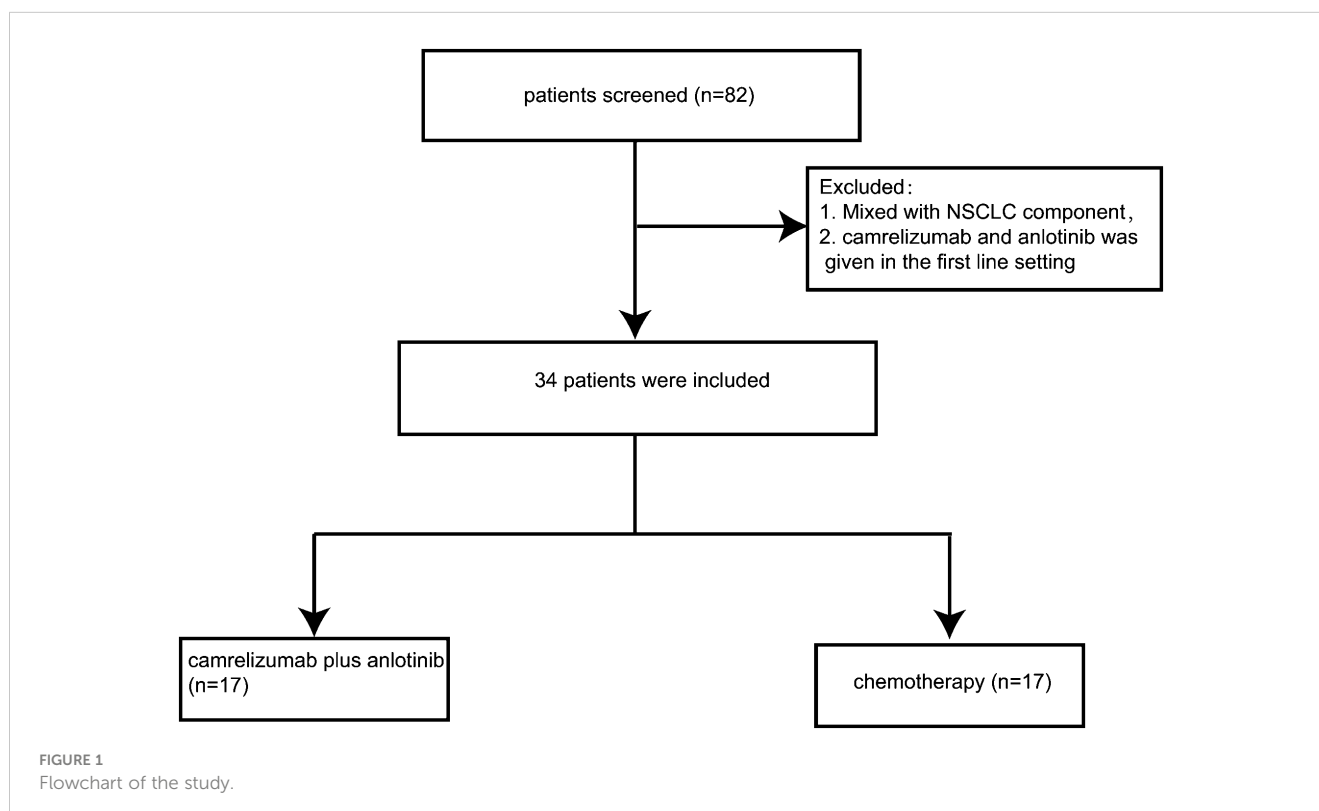 patients screened (n=82)
Excluded：
1. Mixed with NSCLC component，
2. camrelizumab and anlotinib was
given in the first line setting
34 patients were included
camrelizumab plus anlotinib
(n=17)
chemotherapy (n=17)
FIGURE 1
Flowchart of the study.